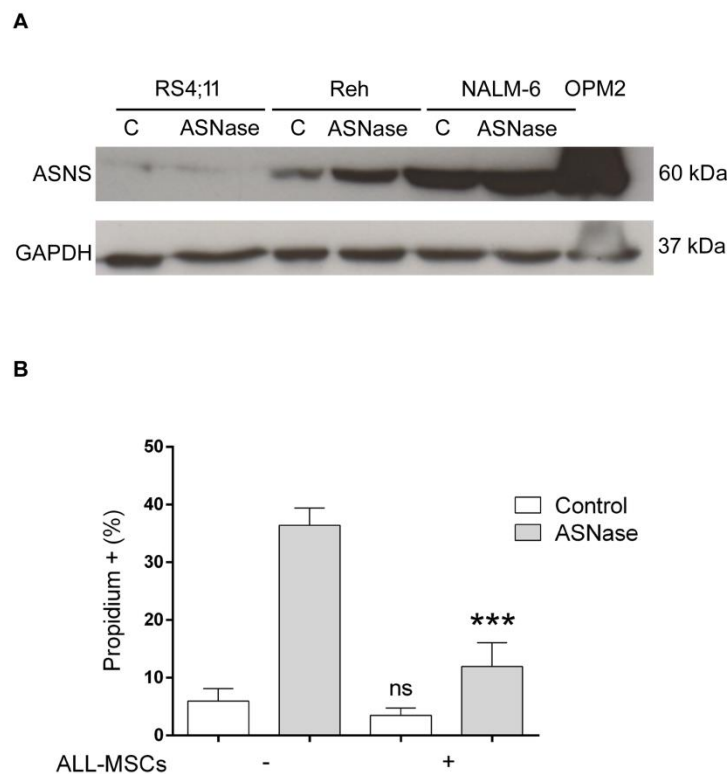 A
RS4;11 Reh NALM-6 OPM2
C ASNase C ASNase C ASNase
ASNS 60 kDa
GAPDH 37 kDa
B
50
40
30
20
10
0
Propidium + (%)
Control
ASNase
***
ns
ALL-MSCs - +